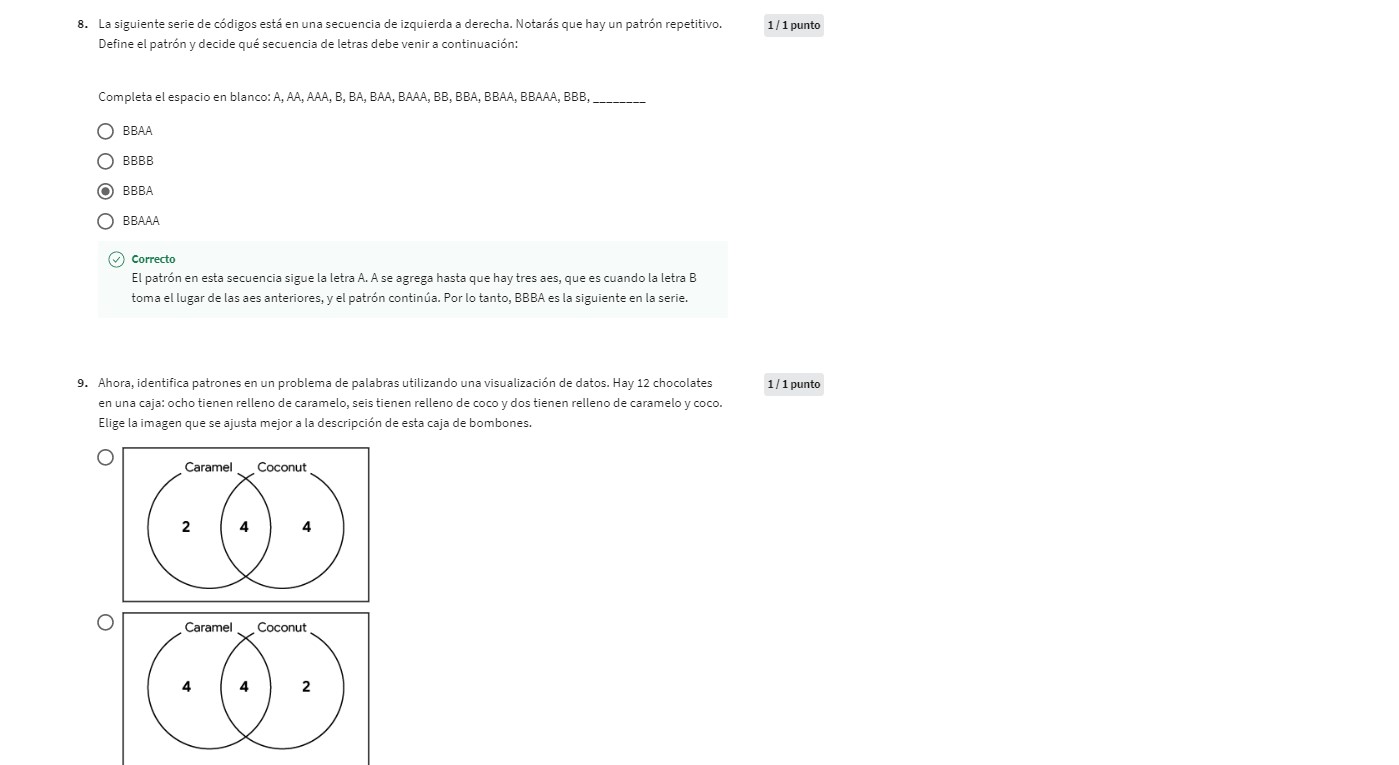 8. La siguiente serie de códigos está en una secuencia de izquierda a derecha. Notarás que hay un patrón repetitivo.
Define el patrón y decide qué secuencia de letras debe venir a continuación:
1 / 1 punto
Completa el espacio en blanco: A, AA, AAA, B, BA, BAA, BAAA, BB, BBA, BBAA, BBAAA, BBB, ________
BBAA
BBBB
BBBA
BBAAA
Correcto
El patrón en esta secuencia sigue la letra A. A se agrega hasta que hay tres aes, que es cuando la letra B
toma el lugar de las aes anteriores, y el patrón continúa. Por lo tanto, BBBA es la siguiente en la serie.
9. Ahora, identifica patrones en un problema de palabras utilizando una visualización de datos. Hay 12 chocolates
en una caja: ocho tienen relleno de caramelo, seis tienen relleno de coco y dos tienen relleno de caramelo y coco.
Elige la imagen que se ajusta mejor a la descripción de esta caja de bombones.
1 / 1 punto
Caramel Coconut
2 4 4
Caramel Coconut
4 4 2